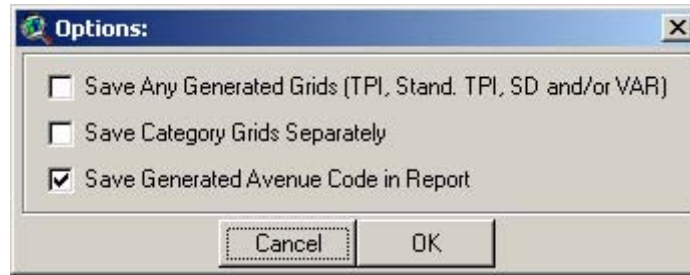 Options:
Save Any Generated Grids (TPI, Stand. TPI, SD and/or VAR)
Save Category Grids Separately
Save Generated Avenue Code in Report
Cancel OK